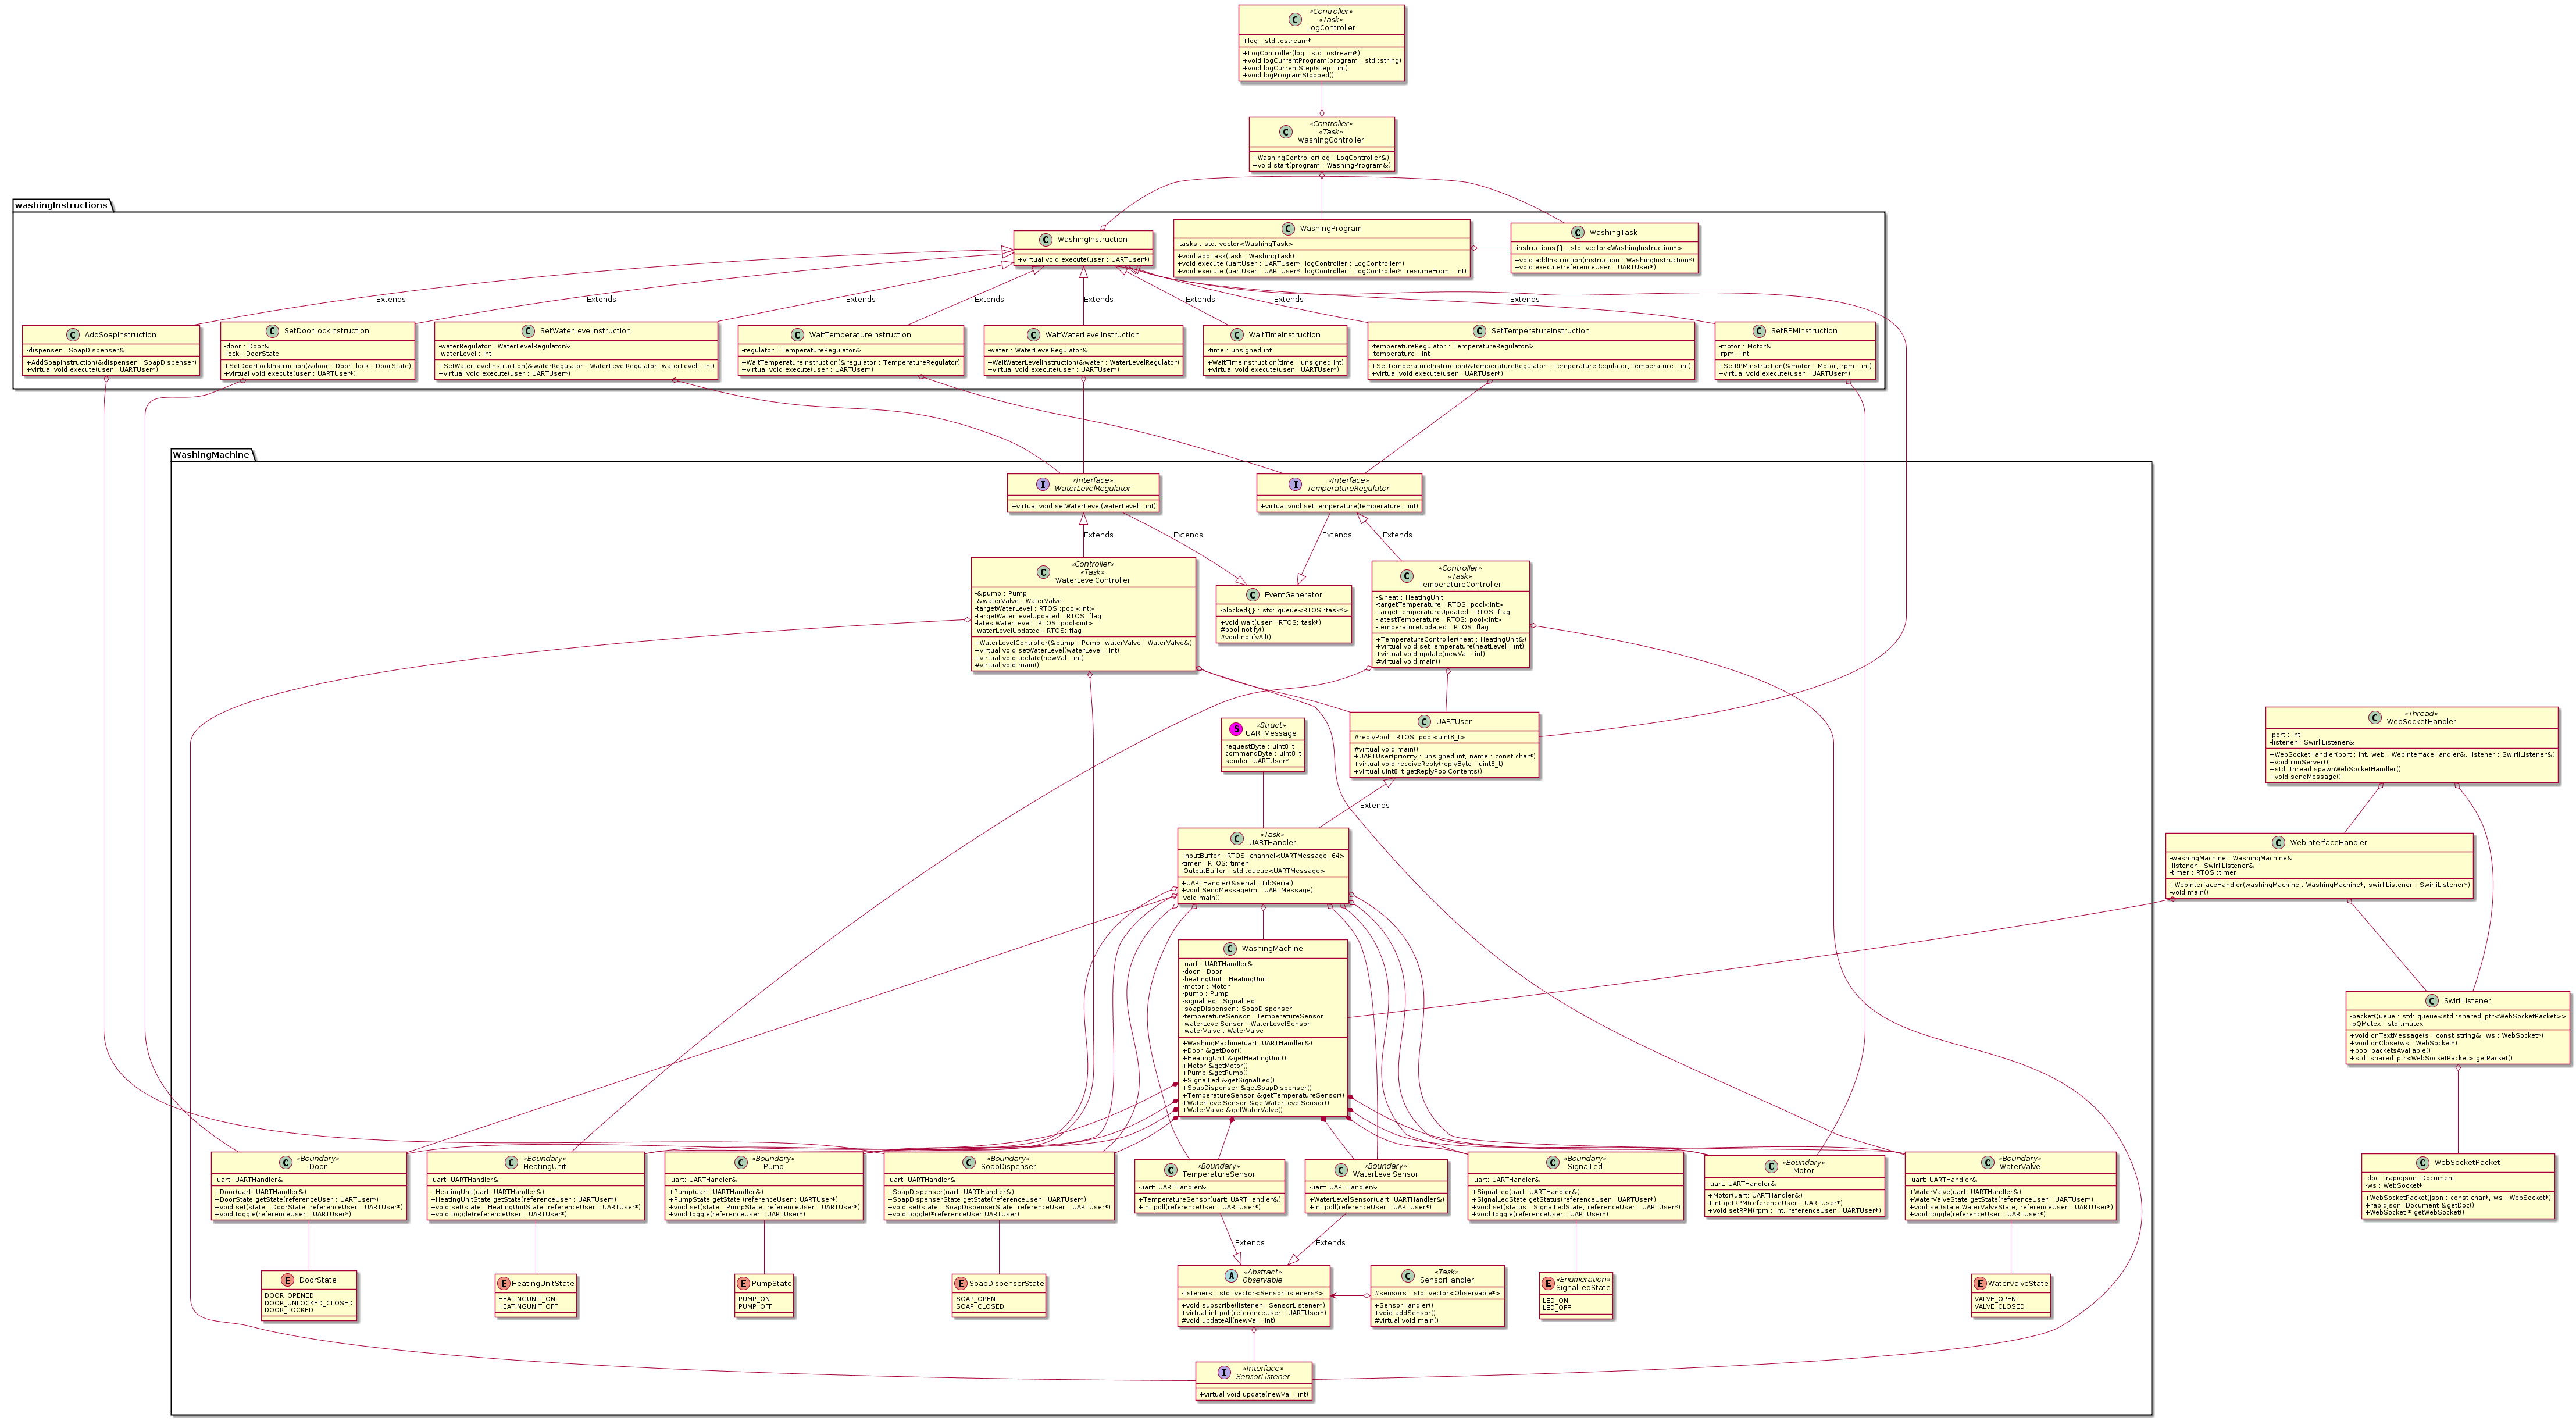 «Controller»
«Task»
LogController
+log : std::ostream*
+LogController(log : std::ostream*)
+void logCurrentProgram(program : std::string)
+void logCurrentStep(step : int)
+void logProgramStopped()
«Controller»
«Task»
WashingController
+WashingController(log : LogController&)
+void start(program : WashingProgram&)
washingInstructions
WashingInstruction
+virtual void execute(user : UARTUser*)
WashingProgram
-tasks : std::vector<WashingTask>
+void addTask(task : WashingTask)
+void execute (uartUser : UARTUser*, logController : LogController*)
+void execute (uartUser : UARTUser*, logController : LogController*, resumeFrom : int)
WashingTask
-instructions{} : std::vector<WashingInstruction*>
+void addInstruction(instruction : WashingInstruction*)
+void execute(referenceUser : UARTUser*)
Extends
Extends
Extends
Extends
Extends
Extends
Extends
Extends
AddSoapInstruction
-dispenser : SoapDispenser&
+AddSoapInstruction(&dispenser : SoapDispenser)
+virtual void execute(user : UARTUser*)
SetDoorLockInstruction
-door : Door&
-lock : DoorState
+SetDoorLockInstruction(&door : Door, lock : DoorState)
+virtual void execute(user : UARTUser*)
SetWaterLevelInstruction
-waterRegulator : WaterLevelRegulator&
-waterLevel : int
+SetWaterLevelInstruction(&waterRegulator : WaterLevelRegulator, waterLevel : int)
+virtual void execute(user : UARTUser*)
WaitTemperatureInstruction
-regulator : TemperatureRegulator&
+WaitTemperatureInstruction(&regulator : TemperatureRegulator)
+virtual void execute(user : UARTUser*)
WaitWaterLevelInstruction
-water : WaterLevelRegulator&
+WaitWaterLevelInstruction(&water : WaterLevelRegulator)
+virtual void execute(user : UARTUser*)
WaitTimeInstruction
-time : unsigned int
+WaitTimeInstruction(time : unsigned int)
+virtual void execute(user : UARTUser*)
SetTemperatureInstruction
-temperatureRegulator : TemperatureRegulator&
-temperature : int
+SetTemperatureInstruction(&temperatureRegulator : TemperatureRegulator, temperature : int)
+virtual void execute(user : UARTUser*)
SetRPMInstruction
-motor : Motor&
-rpm : int
+SetRPMInstruction(&motor : Motor, rpm : int)
+virtual void execute(user : UARTUser*)
WashingMachine
«Interface»
WaterLevelRegulator
+virtual void setWaterLevel(waterLevel : int)
«Interface»
TemperatureRegulator
+virtual void setTemperature(temperature : int)
Extends
Extends
Extends
«Controller»
«Task»
WaterLevelController
-&pump : Pump
-&waterValve : WaterValve
-targetWaterLevel : RTOS::pool<int>
-targetWaterLevelUpdated : RTOS::flag
-latestWaterLevel : RTOS::pool<int>
-waterLevelUpdated : RTOS::flag
+WaterLevelController(&pump : Pump, waterValve : WaterValve&)
+virtual void setWaterLevel(waterLevel : int)
+virtual void update(newVal : int)
#virtual void main()
EventGenerator
-blocked{} : std::queue<RTOS::task*>
+void wait(user : RTOS::task*)
#bool notify()
#void notifyAll()
«Controller»
«Task»
TemperatureController
-&heat : HeatingUnit
-targetTemperature : RTOS::pool<int>
-targetTemperatureUpdated : RTOS::flag
-latestTemperature : RTOS::pool<int>
-temperatureUpdated : RTOS::flag
+TemperatureController(heat : HeatingUnit&)
+virtual void setTemperature(heatLevel : int)
+virtual void update(newVal : int)
#virtual void main()
«Struct»
UARTMessage
requestByte : uint8_t
commandByte : uint8_t
sender: UARTUser*
UARTUser
#replyPool : RTOS::pool<uint8_t>
#virtual void main()
+UARTUser(priority : unsigned int, name : const char*)
+virtual void receiveReply(replyByte : uint8_t)
+virtual uint8_t getReplyPoolContents()
Extends
«Thread»
WebSocketHandler
-port : int
-listener : SwirliListener&
+WebSocketHandler(port : int, web : WebInterfaceHandler&, listener : SwirliListener&)
+void runServer()
+std::thread spawnWebSocketHandler()
+void sendMessage()
«Task»
UARTHandler
-InputBuffer : RTOS::channel<UARTMessage, 64>
-timer : RTOS::timer
-OutputBuffer : std::queue<UARTMessage>
+UARTHandler(&serial : LibSerial)
+void SendMessage(m : UARTMessage)
-void main()
WebInterfaceHandler
-washingMachine : WashingMachine&
-listener : SwirliListener&
-timer : RTOS::timer
+WebInterfaceHandler(washingMachine : WashingMachine*, swirliListener : SwirliListener*)
-void main()
WashingMachine
-uart : UARTHandler&
-door : Door
-heatingUnit : HeatingUnit
-motor : Motor
-pump : Pump
-signalLed : SignalLed
-soapDispenser : SoapDispenser
-temperatureSensor : TemperatureSensor
-waterLevelSensor : WaterLevelSensor
-waterValve : WaterValve
+WashingMachine(uart: UARTHandler&)
+Door &getDoor()
+HeatingUnit &getHeatingUnit()
+Motor &getMotor()
+Pump &getPump()
+SignalLed &getSignalLed()
+SoapDispenser &getSoapDispenser()
+TemperatureSensor &getTemperatureSensor()
+WaterLevelSensor &getWaterLevelSensor()
+WaterValve &getWaterValve()
SwirliListener
-packetQueue : std::queue<std::shared_ptr<WebSocketPacket>>
-pQMutex : std::mutex
+void onTextMessage(s : const string&, ws : WebSocket*)
+void onClose(ws : WebSocket*)
+bool packetsAvailable()
+std::shared_ptr<WebSocketPacket> getPacket()
«Boundary»
Door
-uart: UARTHandler&
+Door(uart: UARTHandler&)
+DoorState getState(referenceUser : UARTUser*)
+void set(state : DoorState, referenceUser : UARTUser*)
+void toggle(referenceUser : UARTUser*)
«Boundary»
HeatingUnit
-uart: UARTHandler&
+HeatingUnit(uart: UARTHandler&)
+HeatingUnitState getState(referenceUser : UARTUser*)
+void set(state : HeatingUnitState, referenceUser : UARTUser*)
+void toggle(referenceUser : UARTUser*)
«Boundary»
Pump
-uart: UARTHandler&
+Pump(uart: UARTHandler&)
+PumpState getState (referenceUser : UARTUser*)
+void set(state : PumpState, referenceUser : UARTUser*)
+void toggle(referenceUser : UARTUser*)
«Boundary»
SoapDispenser
-uart: UARTHandler&
+SoapDispenser(uart: UARTHandler&)
+SoapDispenserState getState(referenceUser : UARTUser*)
+void set(state : SoapDispenserState, referenceUser : UARTUser*)
+void toggle(*referenceUser UARTUser)
«Boundary»
TemperatureSensor
-uart: UARTHandler&
+TemperatureSensor(uart: UARTHandler&)
+int poll(referenceUser : UARTUser*)
«Boundary»
WaterLevelSensor
-uart: UARTHandler&
+WaterLevelSensor(uart: UARTHandler&)
+int poll(referenceUser : UARTUser*)
«Boundary»
SignalLed
-uart: UARTHandler&
+SignalLed(uart: UARTHandler&)
+SignalLedState getStatus(referenceUser : UARTUser*)
+void set(status : SignalLedState, referenceUser : UARTUser*)
+void toggle(referenceUser : UARTUser*)
«Boundary»
Motor
-uart: UARTHandler&
+Motor(uart: UARTHandler&)
+int getRPM(referenceUser : UARTUser*)
+void setRPM(rpm : int, referenceUser : UARTUser*)
«Boundary»
WaterValve
-uart: UARTHandler&
+WaterValve(uart: UARTHandler&)
+WaterValveState getState(referenceUser : UARTUser*)
+void set(state WaterValveState, referenceUser : UARTUser*)
+void toggle(referenceUser : UARTUser*)
WebSocketPacket
-doc : rapidjson::Document
-ws : WebSocket*
+WebSocketPacket(json : const char*, ws : WebSocket*)
+rapidjson::Document &getDoc()
+WebSocket * getWebSocket()
Extends
Extends
DoorState
DOOR_OPENED
DOOR_UNLOCKED_CLOSED
DOOR_LOCKED
HeatingUnitState
HEATINGUNIT_ON
HEATINGUNIT_OFF
PumpState
PUMP_ON
PUMP_OFF
SoapDispenserState
SOAP_OPEN
SOAP_CLOSED
«Abstract»
Observable
-listeners : std::vector<SensorListeners*>
+void subscribe(listener : SensorListener*)
+virtual int poll(referenceUser : UARTUser*)
#void updateAll(newVal : int)
«Task»
SensorHandler
#sensors : std::vector<Observable*>
+SensorHandler()
+void addSensor()
#virtual void main()
«Enumeration»
SignalLedState
LED_ON
LED_OFF
WaterValveState
VALVE_OPEN
VALVE_CLOSED
«Interface»
SensorListener
+virtual void update(newVal : int)